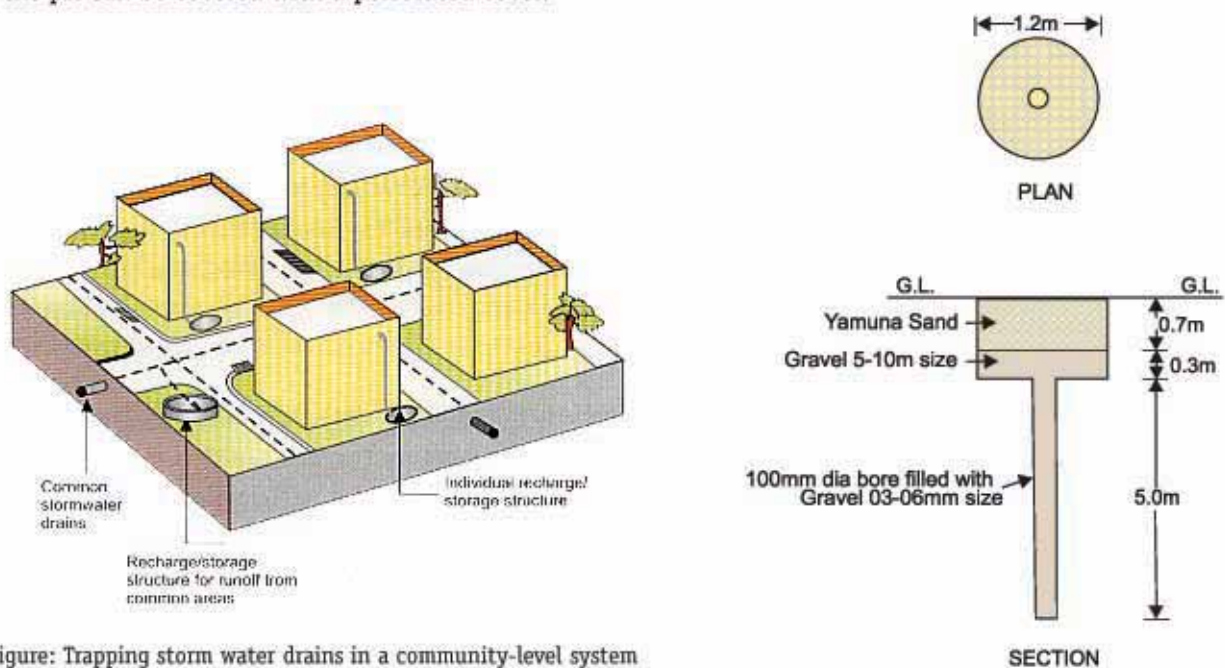 1.2m
PLAN
G.L.
G.L.
Yamuna Sand
0.7m
Gravel 5-10m size
0.3m
100mm dia bore filled with
Gravel 03-06mm size
5.0m
SECTION
Common
stormwater
drains
Individual recharge/
storage structure
Recharge/storage
structure for runoff from
common areas
igure: Trapping storm water drains in a community-level system